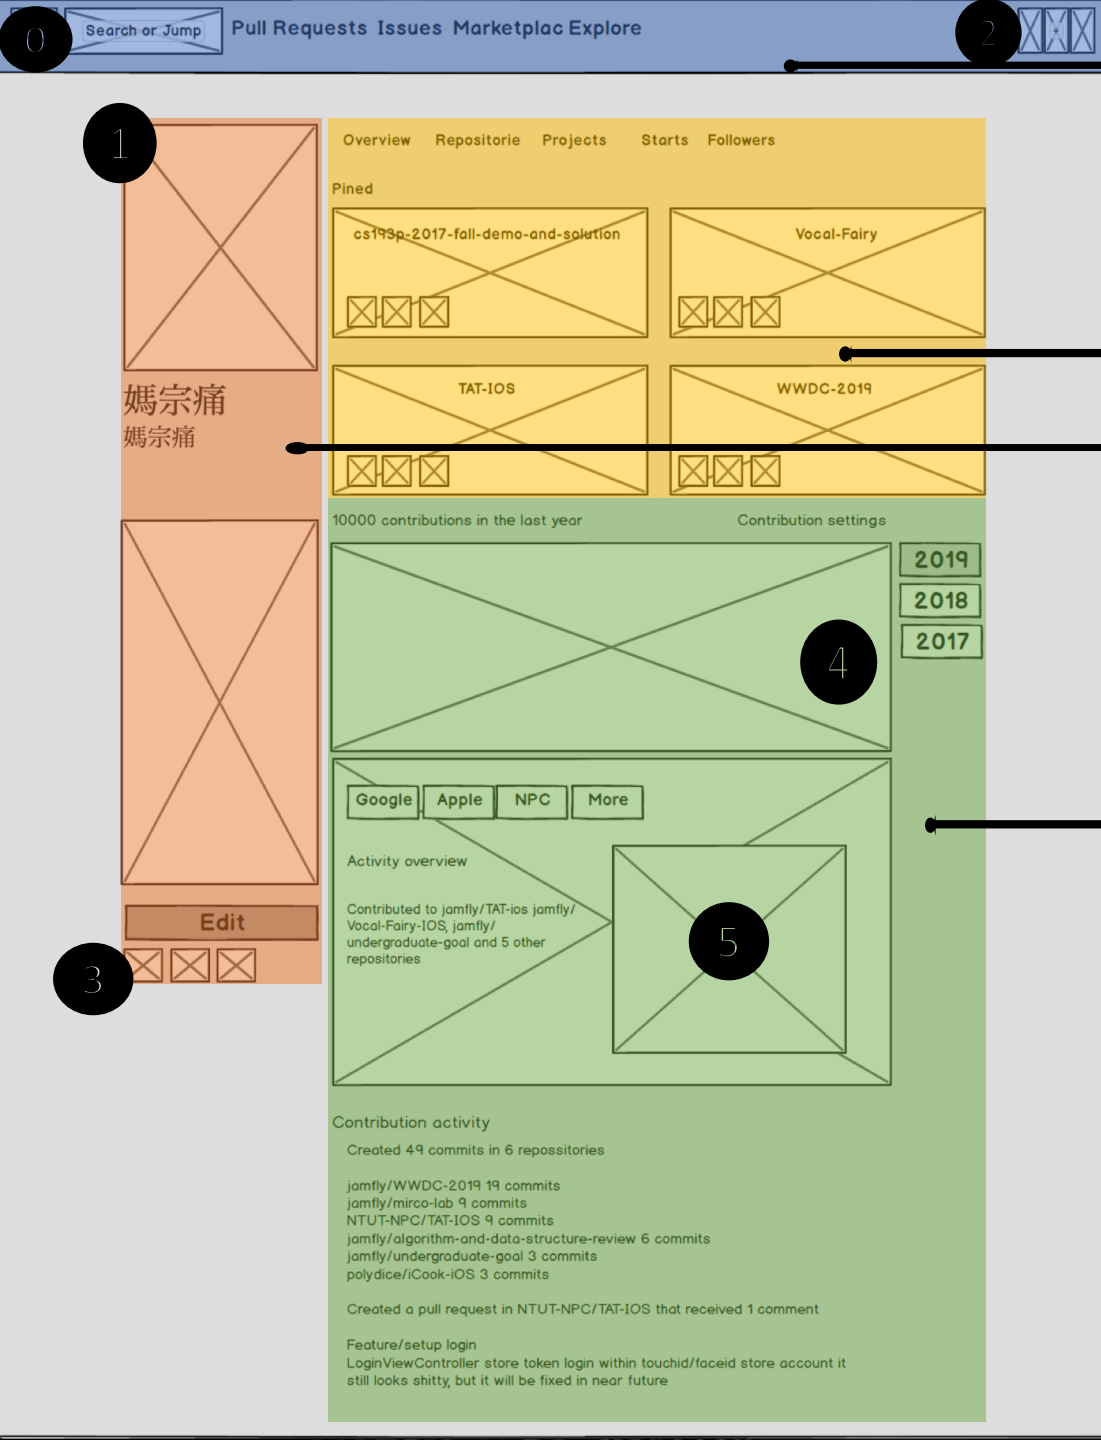 0
Search or Jump
Pull Requests Issues Marketplac Explore
2
1
媽宗痛
媽宗痛
Edit
3
Overview Repositorie Projects Starts Followers
Pined
cs193p-2017-fall-demo-and-solution
Vocal-Fairy
TAT-IOS
WWDC-2019
10000 contributions in the last year
Contribution settings
2019
2018
2017
4
Google Apple NPC More
Activity overview
Contributed to jamfly/TAT-ios jamfly/
Vocal-Fairy-IOS, jamfly/
undergraduate-goal and 5 other
repositories
5
Contribution activity
Created 49 commits in 6 repossitories
jamfly/WWDC-2019 19 commits
jamfly/mirco-lab 9 commits
NTUT-NPC/TAT-IOS 9 commits
jamfly/algorithm-and-data-structure-review 6 commits
jamfly/undergraduate-goal 3 commits
polydice/iCook-iOS 3 commits
Created a pull request in NTUT-NPC/TAT-IOS that received 1 comment
Feature/setup login
LoginViewController store token login within touchid/faceid store account it
still looks shitty, but it will be fixed in near future